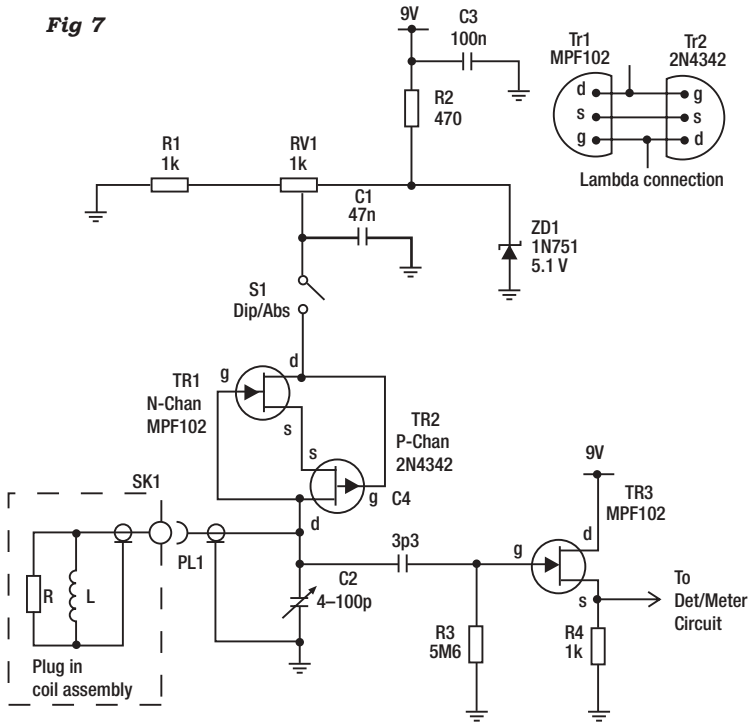 Fig 7
9V
C3
100n
Tr1
MPF102
Tr2
2N4342
d
g
s
s
g
d
Lambda connection
R2
470
R1
1k
RV1
1k
C1
47n
ZD1
1N751
5.1 V
S1
Dip/Abs
d
g
TR1
N-Chan
MPF102
s
s
TR2
P-Chan
2N4342
g
C4
d
SK1
PL1
R
L
Plug in
coil assembly
C2
4–100p
3p3
R3
5M6
9V
TR3
MPF102
d
g
s
R4
1k
To
Det/Meter
Circuit